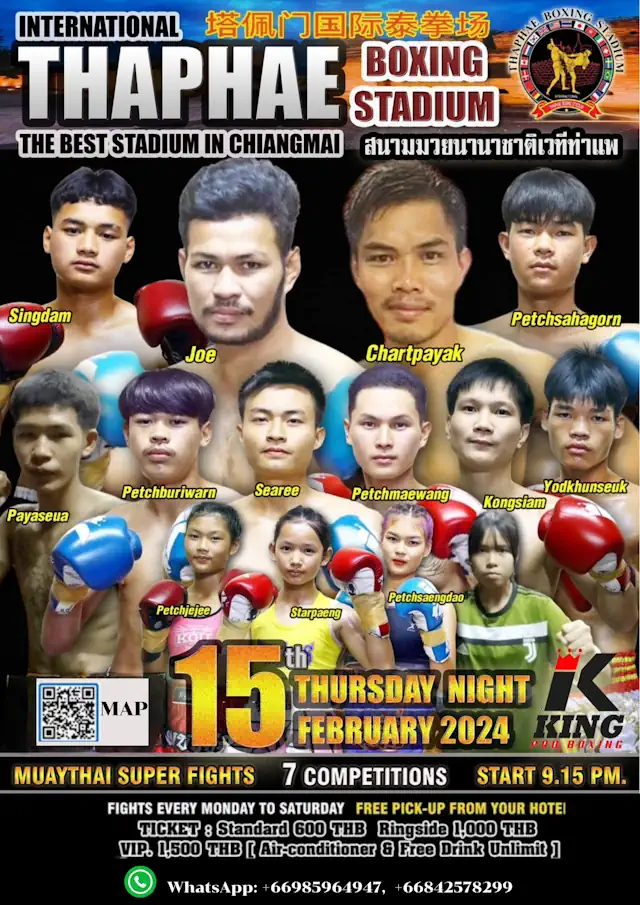 INTERNATIONAL
塔佩门国际泰拳场
THAPHAE
BOXING
STADIUM
THAPHAE BOXING STADIUM
THE BEST STADIUM IN CHIANGMAI
สนามมวยนานาชาติเวทีท่าแพ
Singdam
Joe
Chartpayak
Petchsahagorn
Payaseua
Petchburiwarn
Searee
Petchmaewang
Kongsiam
Yodkhunseuk
Petchjejee
Starpaeng
Petchsaengdao
MAP
15th
THURSDAY NIGHT
FEBRUARY 2024
KING
PRO BOXING
MUAYTHAI SUPER FIGHTS 7 COMPETITIONS START 9.15 PM.
FIGHTS EVERY MONDAY TO SATURDAY FREE PICK-UP FROM YOUR HOTEl
TICKET : Standard 600 THB Ringside 1,000 THB
VIP. 1,500 THB [ Air-conditioner & Free Drink Unlimit ]
WhatsApp: +66985964947, +66842578299